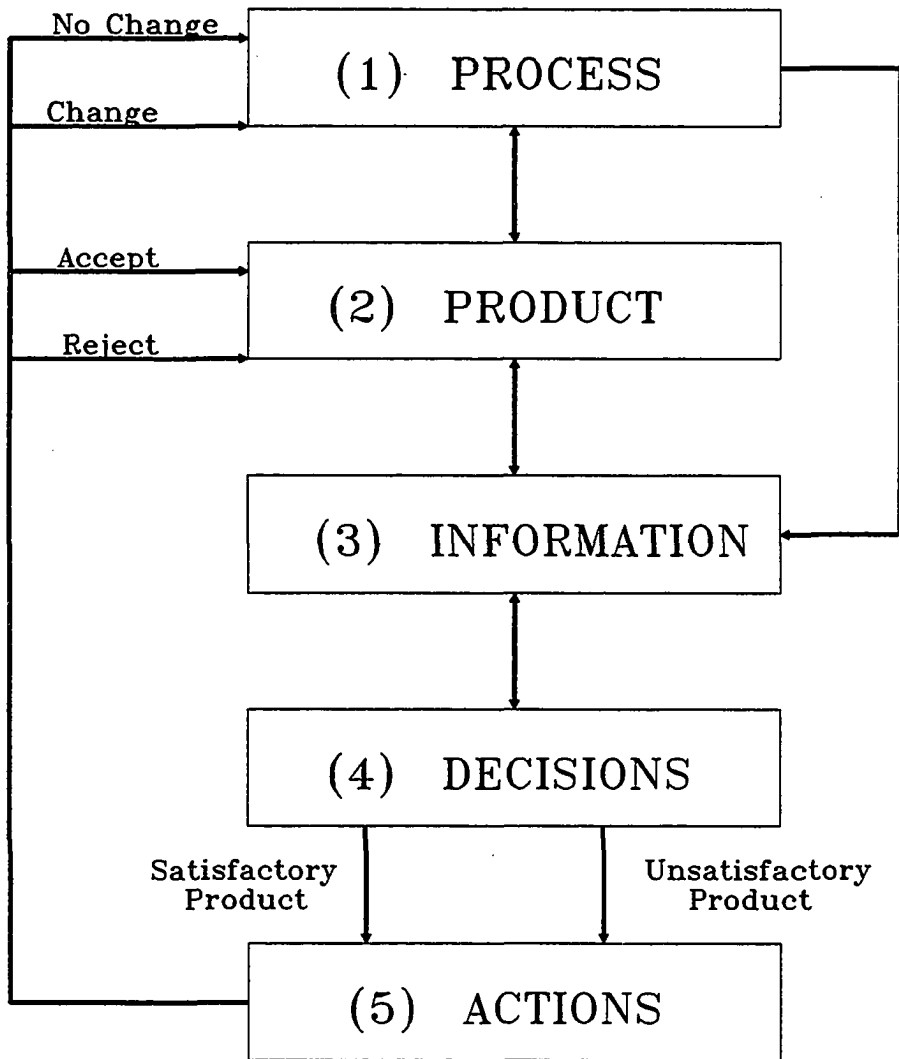 No Change
(1) PROCESS
Change
Accept
(2) PRODUCT
Reject
(3) INFORMATION
(4) DECISIONS
Satisfactory
Product
Unsatisfactory
Product
(5) ACTIONS